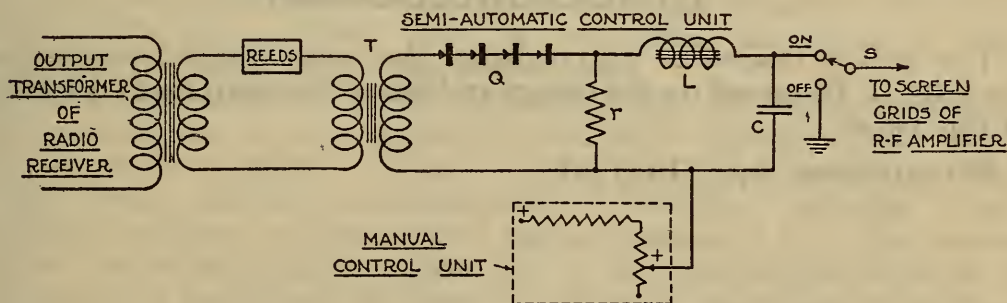 SEMI-AUTOMATIC CONTROL UNIT
OUTPUT
TRANSFORMER
OF
RADIO
RECEIVER
REEDS
T
Q
r
L
C
ON
OFF
S
TO SCREEN
GRIDS OF
R-F AMPLIFIER
MANUAL
CONTROL UNIT
+
+